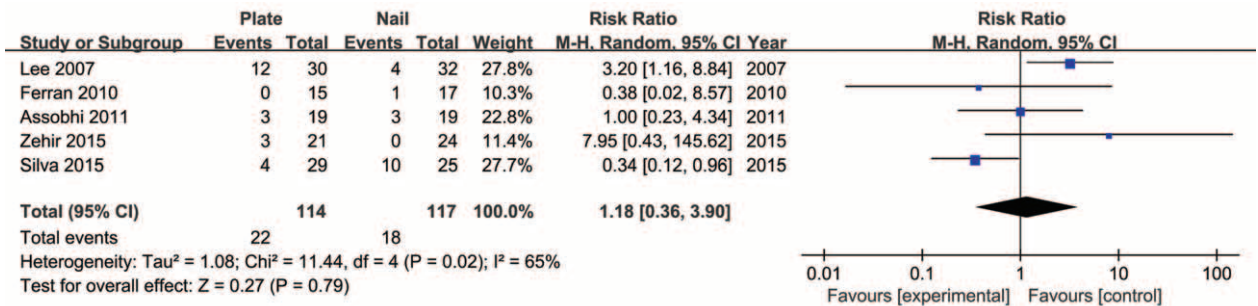 Plate Nail Risk Ratio Risk Ratio
Study or Subgroup Events Total Events Total Weight M-H, Random, 95% CI Year M-H, Random, 95% CI
Lee 2007 12 30 4 32 27.8% 3.20 [1.16, 8.84] 2007
Ferran 2010 0 15 1 17 10.3% 0.38 [0.02, 8.57] 2010
Assobhi 2011 3 19 3 19 22.8% 1.00 [0.23, 4.34] 2011
Zehir 2015 3 21 0 24 11.4% 7.95 [0.43, 145.62] 2015
Silva 2015 4 29 10 25 27.7% 0.34 [0.12, 0.96] 2015
Total (95% CI) 114 117 100.0% 1.18 [0.36, 3.90]
Total events 22 18
Heterogeneity: Tau² = 1.08; Chi² = 11.44, df = 4 (P = 0.02); I² = 65%
Test for overall effect: Z = 0.27 (P = 0.79)
0.01 0.1 1 10 100
Favours [experimental] Favours [control]